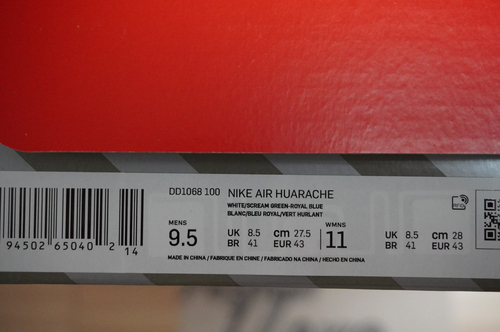 DD1068 100 NIKE AIR HUARACHE
WHITE/SCREAM GREEN-ROYAL BLUE
BLANC/BLEU ROYAL/VERT HURLANT
MENS
9.5
UK 8.5 cm 27.5
BR 41 EUR 43
WMNS
11
UK 8.5 cm 28
BR 41 EUR 43
MADE IN CHINA / FABRIQUE EN CHINE / FABRICADO NA CHINA / HECHO EN CHINA
94502 65040 2
14